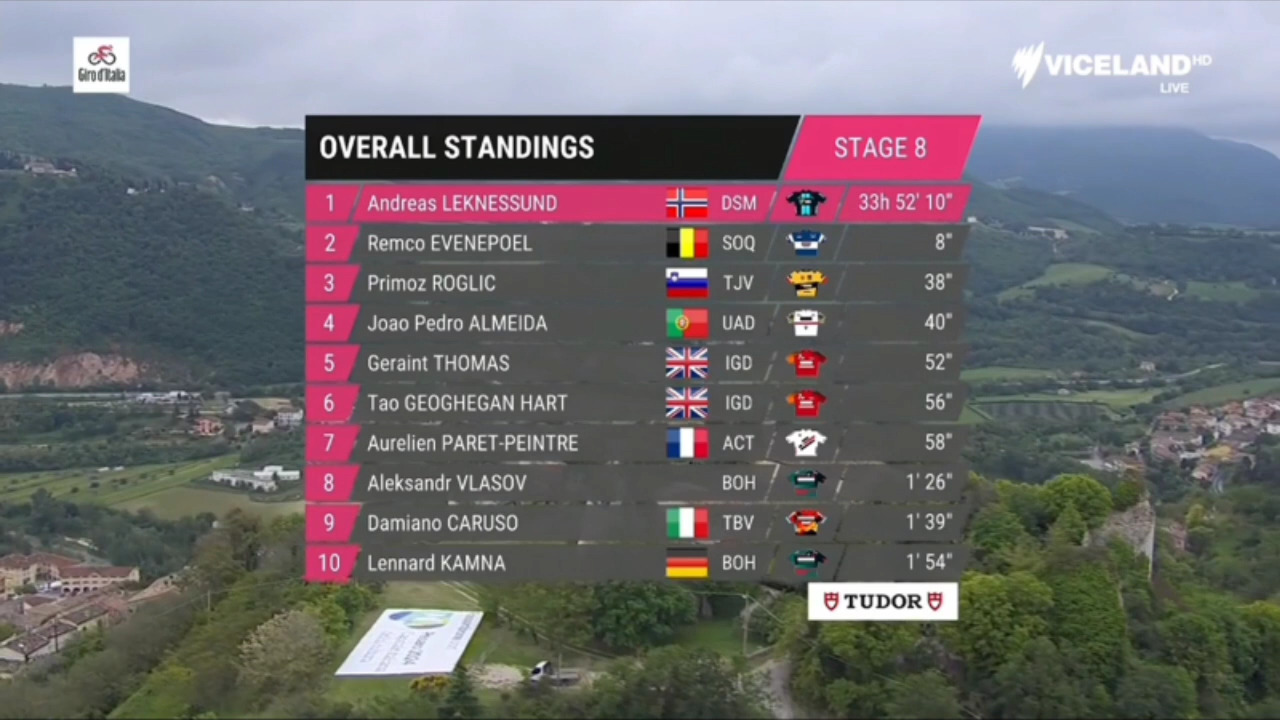 Giro d'Italia
VICELAND HD
LIVE
OVERALL STANDINGS STAGE 8
1 Andreas LEKNESSUND DSM 33h 52' 10"
2 Remco EVENEPOEL SOQ 8"
3 Primoz ROGLIC TJV 38"
4 Joao Pedro ALMEIDA UAD 40"
5 Geraint THOMAS IGD 52"
6 Tao GEOGHEGAN HART IGD 56"
7 Aurelien PARET-PEINTRE ACT 58"
8 Aleksandr VLASOV BOH 1' 26"
9 Damiano CARUSO TBV 1' 39"
10 Lennard KAMNA BOH 1' 54"
TUDOR